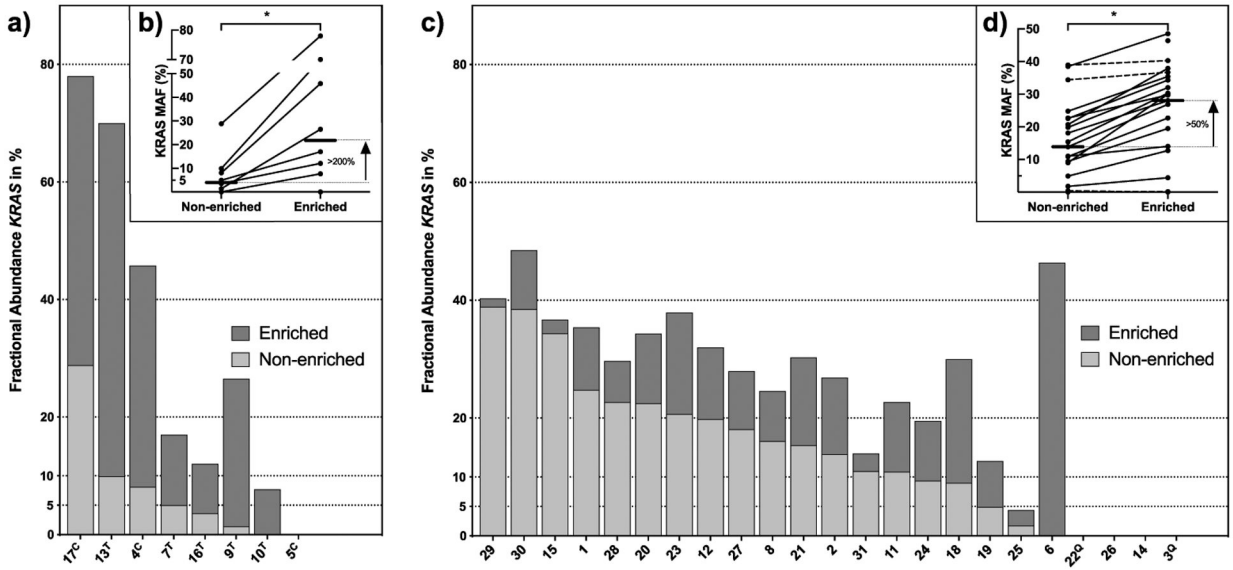 a)
Fractional Abundance KRAS in %
80
60
40
20
10
5
0
17C 13T 4C 7T 16T 9T 10T 5C
Enriched
Non-enriched
b)
KRAS MAF (%)
80
70
50
40
30
20
10
5
*
>200%
Non-enriched Enriched
c)
Fractional Abundance KRAS in %
80
60
40
20
10
5
0
29 30 15 1 28 20 23 12 27 8 21 2 31 11 24 18 19 25 6 22Q 26 14 3Q
Enriched
Non-enriched
d)
KRAS MAF (%)
50
40
30
20
10
*
>50%
Non-enriched Enriched